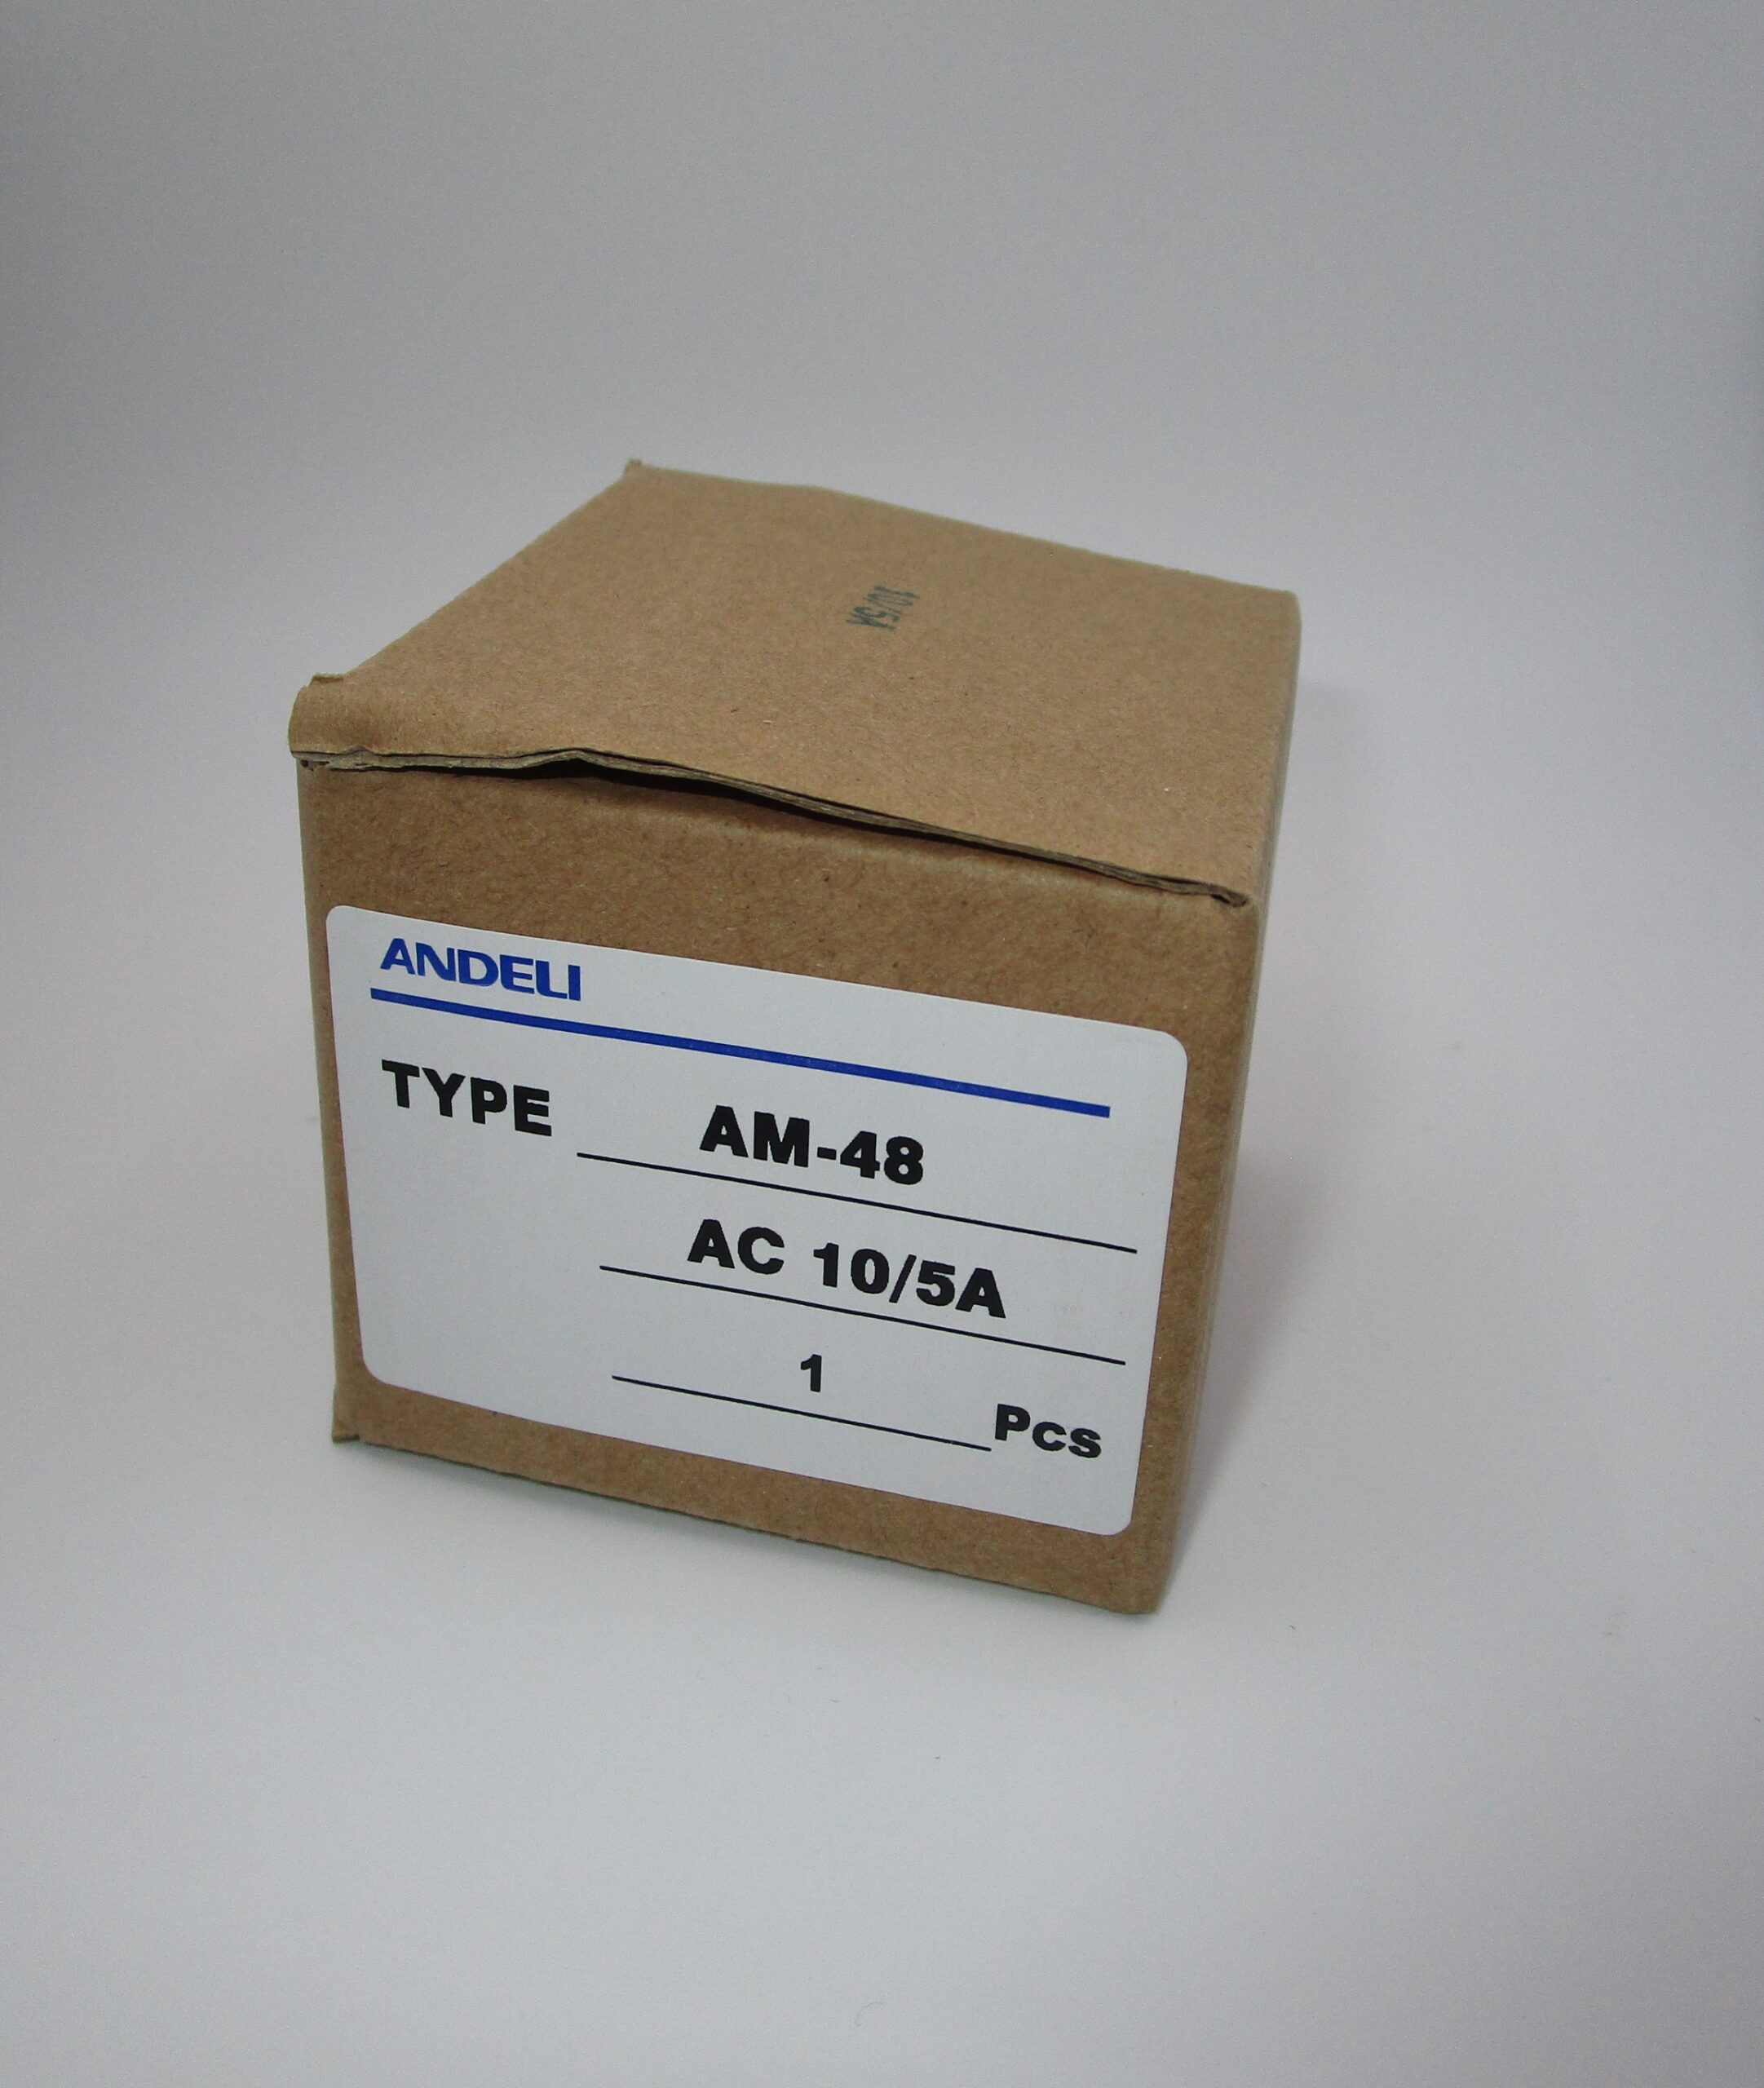 10/5A
ANDELI
TYPE AM-48
AC 10/5A
1 Pcs